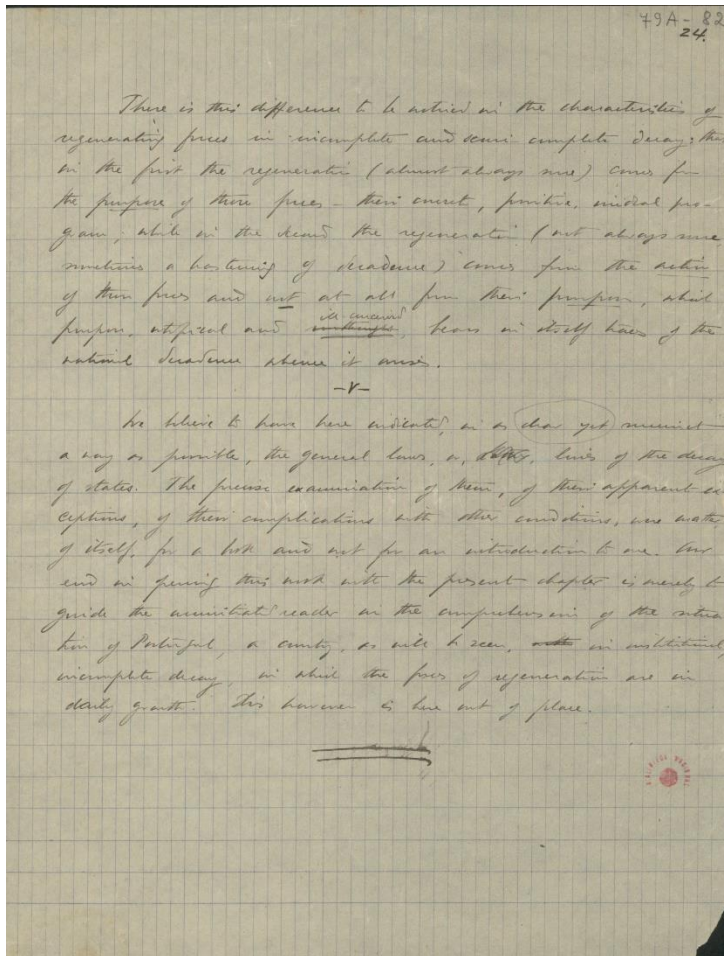 79A - 82
24.
There is this difference to be noticed in the characteristics of
regenerating forces in incomplete and semi complete decay: that
in the first the regeneration (almost always sure) comes from
the purpose of those forces — their concrete, positive, unideal pro-
gram; while in the second the regeneration (not always sure
sometimes a hastening of decadence) comes from the action
of these forces and not at all from their purpose, which
ill-conceived
purpose, utopical and, bears in itself traces of the
national decadence whence it arises.
—V—
We believe to have here indicated, in as clear yet succinct
a way as possible, the general laws, or, lines of the decay
of states. The precise examination of them, of their apparent ex-
ceptions, of their complications with other conditions, were matter
of itself, for a book and not for an introduction to one. Our
end in opening this work with the present chapter is merely to
guide the uninitiated reader in the comprehension of the situa-
tion of Portugal, a country, as will be seen, in institutional,
incomplete decay, in which the forces of regeneration are in
daily growth. This however is here out of place.